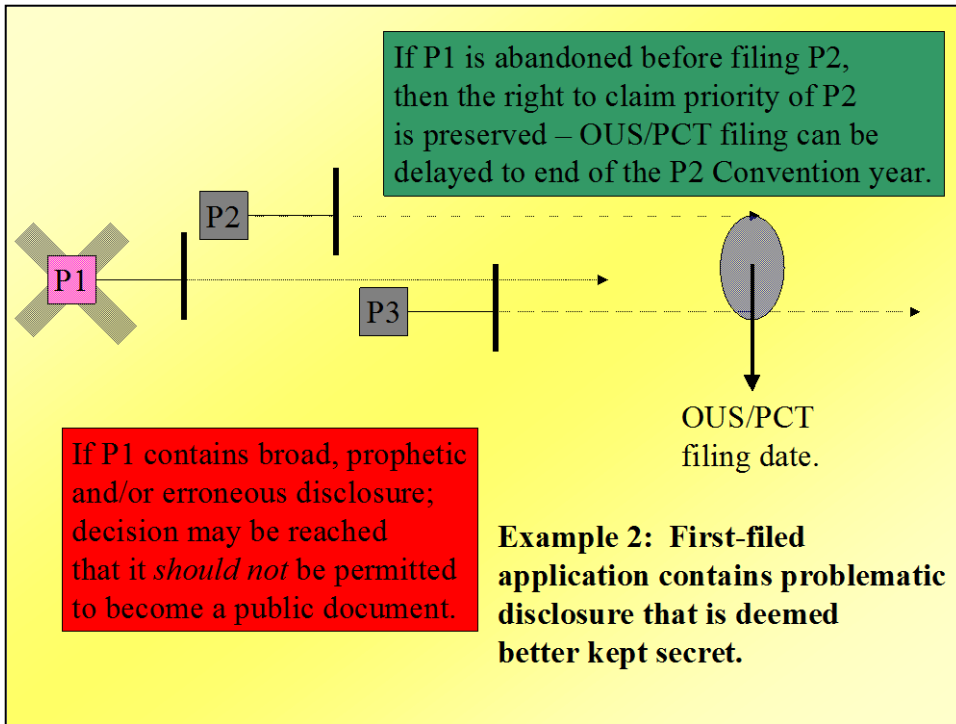 If P1 is abandoned before filing P2,
then the right to claim priority of P2
is preserved – OUS/PCT filing can be
delayed to end of the P2 Convention year.
P2
P1
P3
OUS/PCT
filing date.
If P1 contains broad, prophetic
and/or erroneous disclosure;
decision may be reached
that it should not be permitted
to become a public document.
Example 2: First-filed
application contains problematic
disclosure that is deemed
better kept secret.